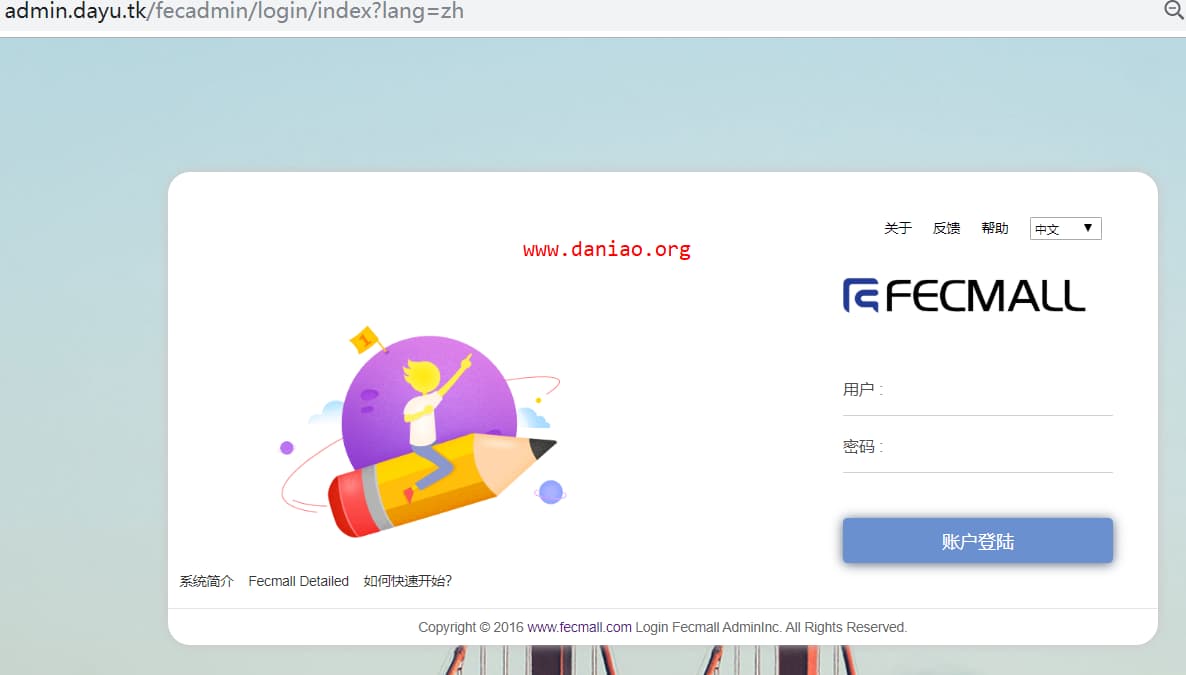 admin.dayu.tk/fecadmin/login/index?lang=zh
关于 反馈 帮助 中文 ▼
www.daniao.org
FECMALL
1
用户 :
密码 :
账户登陆
系统简介 Fecmall Detailed 如何快速开始?
Copyright © 2016 www.fecmall.com Login Fecmall AdminInc. All Rights Reserved.